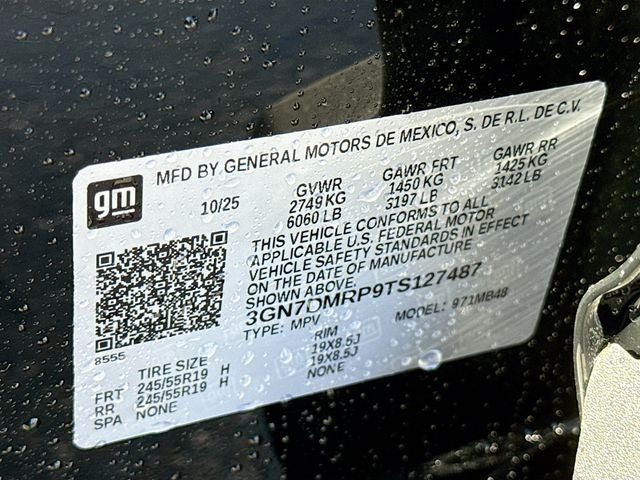 MFD BY GENERAL MOTORS DE MEXICO, S. DE R.L. DE C.V.
gm
10/25
GVWR GAWR FRT GAWR RR
2749 KG 1450 KG 1425 KG
6060 LB 3197 LB 3142 LB
THIS VEHICLE CONFORMS TO ALL
APPLICABLE U.S. FEDERAL MOTOR
VEHICLE SAFETY STANDARDS IN EFFECT
ON THE DATE OF MANUFACTURE
SHOWN ABOVE.
3GN7DMRP9TS127487
TYPE: MPV MODEL: 971MB48
8555
TIRE SIZE RIM
FRT 245/55R19 H 19X8.5J
RR 245/55R19 H 19X8.5J
SPA NONE NONE